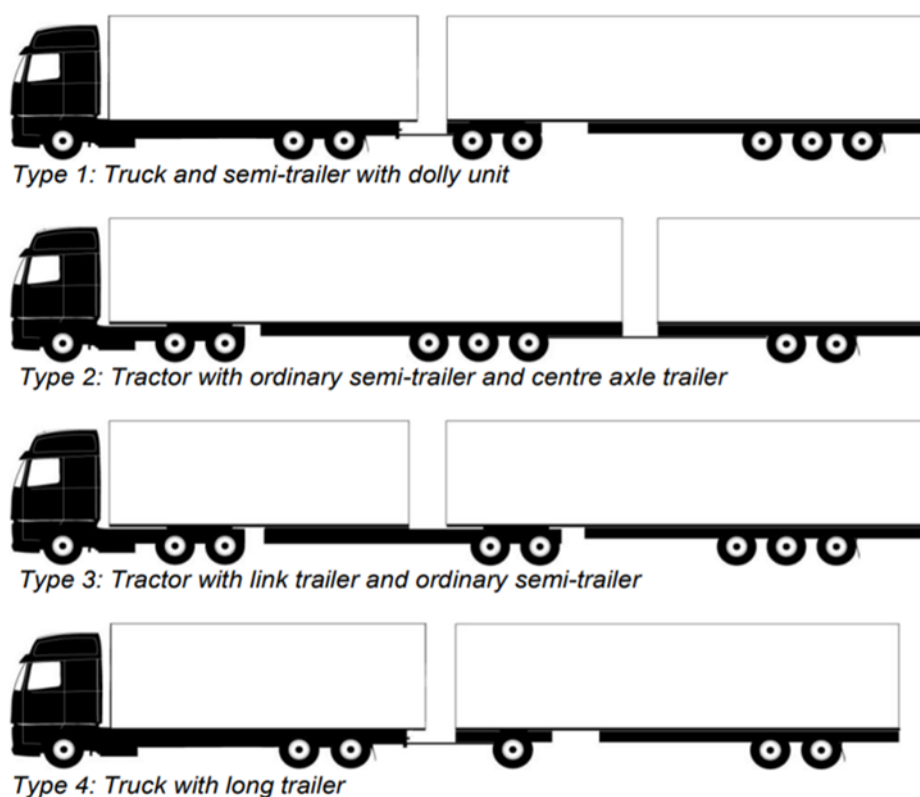 Type 1: Truck and semi-trailer with dolly unit
Type 2: Tractor with ordinary semi-trailer and centre axle trailer
Type 3: Tractor with link trailer and ordinary semi-trailer
Type 4: Truck with long trailer